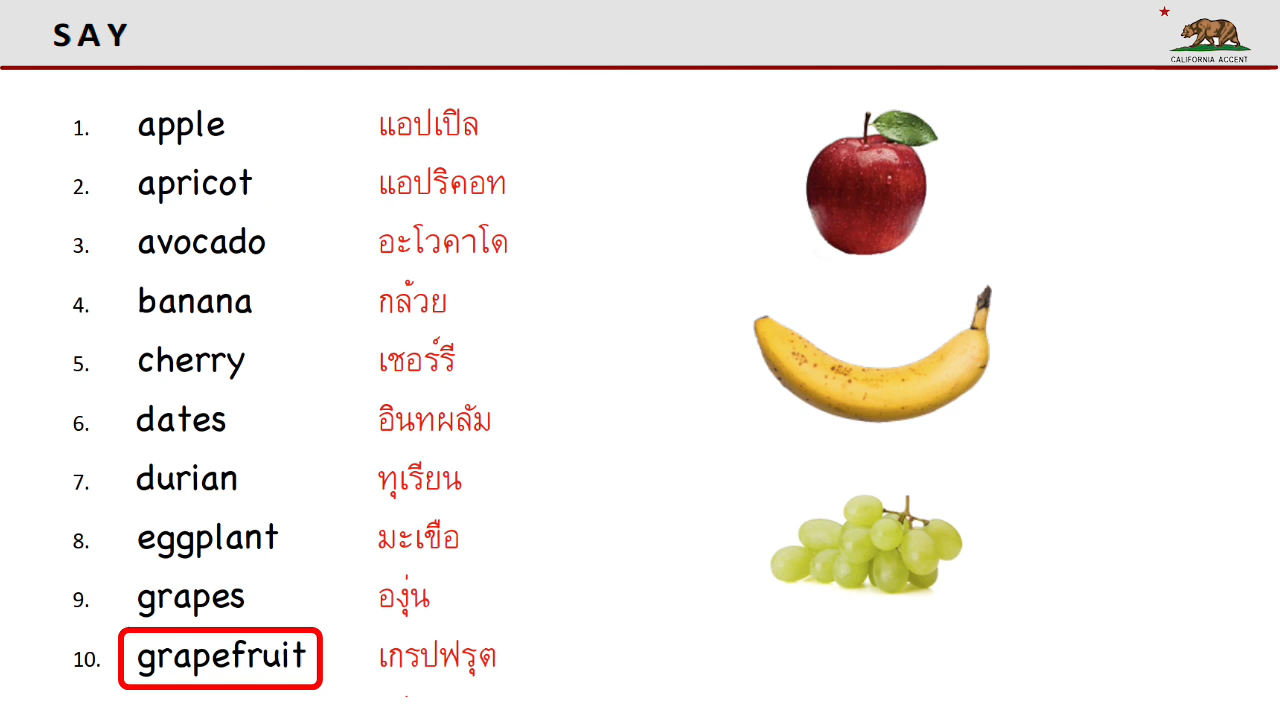 SAY
CALIFORNIA ACCENT
1. apple แอปเปิล
2. apricot แอปริคอท
3. avocado อะโวคาโด
4. banana กล้วย
5. cherry เชอร์รี
6. dates อินทผลัม
7. durian ทุเรียน
8. eggplant มะเขือ
9. grapes องุ่น
10. grapefruit เกรปฟรุต